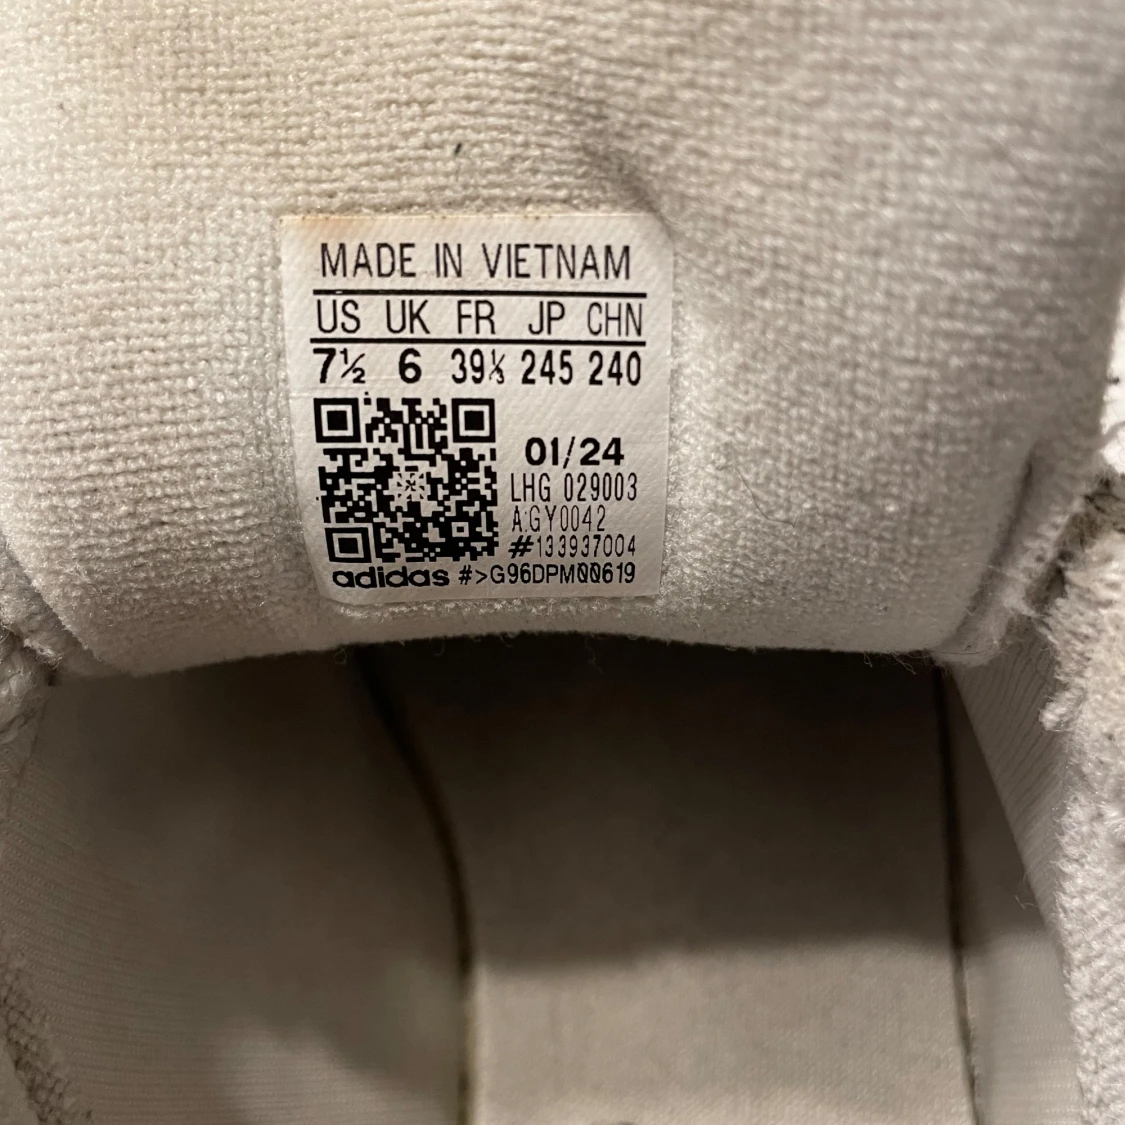 MADE IN VIETNAM
US UK FR JP CHN
7½ 6 39⅓ 245 240
01/24
LHG 029003
A:GY0042
#133937004
adidas #>G96DPM00619